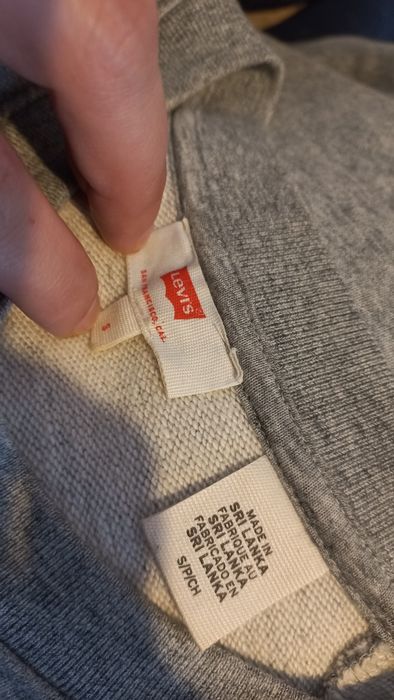 Levi's
SAN FRANCISCO, CAL.
S
MADE IN
SRI LANKA
FABRIQUE AU
SRI LANKA
FABRICADO EN
SRI LANKA
S/P/CH